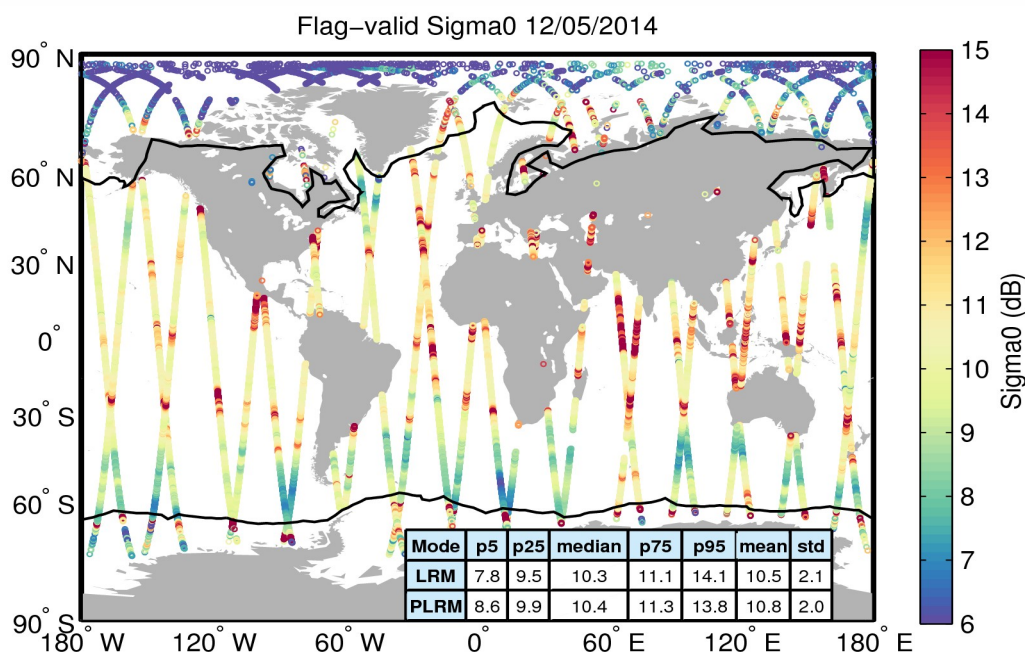 Flag−valid Sigma0 12/05/2014
90° N
60° N
30° N
0°
30° S
60° S
90° S
180° W
120° W
60° W
0°
60° E
120° E
180° E
15
14
13
12
11
10
9
8
7
6
Sigma0 (dB)
Mode p5 p25 median p75 p95 mean std
LRM 7.8 9.5 10.3 11.1 14.1 10.5 2.1
PLRM 8.6 9.9 10.4 11.3 13.8 10.8 2.0